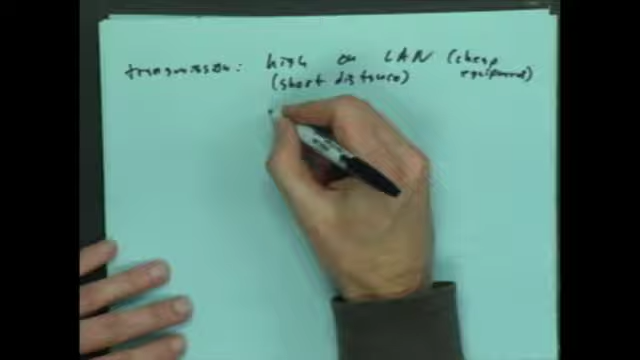 transmission: high on LAN (cheap equipment)
(short distance)